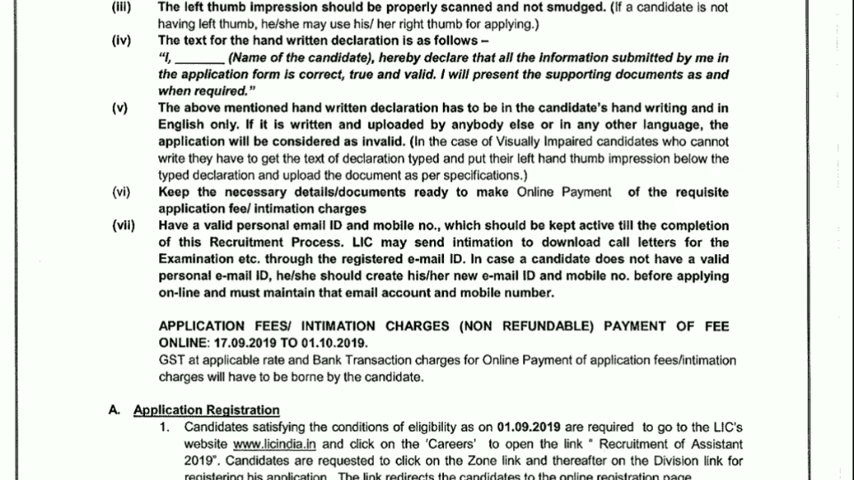 (iii) The left thumb impression should be properly scanned and not smudged. (If a candidate is not
having left thumb, he/she may use his/ her right thumb for applying.)
(iv) The text for the hand written declaration is as follows –
“I, _______ (Name of the candidate), hereby declare that all the information submitted by me in
the application form is correct, true and valid. I will present the supporting documents as and
when required.”
(v) The above mentioned hand written declaration has to be in the candidate’s hand writing and in
English only. If it is written and uploaded by anybody else or in any other language, the
application will be considered as invalid. (In the case of Visually Impaired candidates who cannot
write they have to get the text of declaration typed and put their left hand thumb impression below the
typed declaration and upload the document as per specifications.)
(vi) Keep the necessary details/documents ready to make Online Payment of the requisite
application fee/ intimation charges
(vii) Have a valid personal email ID and mobile no., which should be kept active till the completion
of this Recruitment Process. LIC may send intimation to download call letters for the
Examination etc. through the registered e-mail ID. In case a candidate does not have a valid
personal e-mail ID, he/she should create his/her new e-mail ID and mobile no. before applying
on-line and must maintain that email account and mobile number.
APPLICATION FEES/ INTIMATION CHARGES (NON REFUNDABLE) PAYMENT OF FEE
ONLINE: 17.09.2019 TO 01.10.2019.
GST at applicable rate and Bank Transaction charges for Online Payment of application fees/intimation
charges will have to be borne by the candidate.
A. Application Registration
1. Candidates satisfying the conditions of eligibility as on 01.09.2019 are required to go to the LIC’s
website www.licindia.in and click on the ‘Careers’ to open the link “ Recruitment of Assistant
2019”. Candidates are requested to click on the Zone link and thereafter on the Division link for
registering his application. The link redirects the candidates to the online registration page